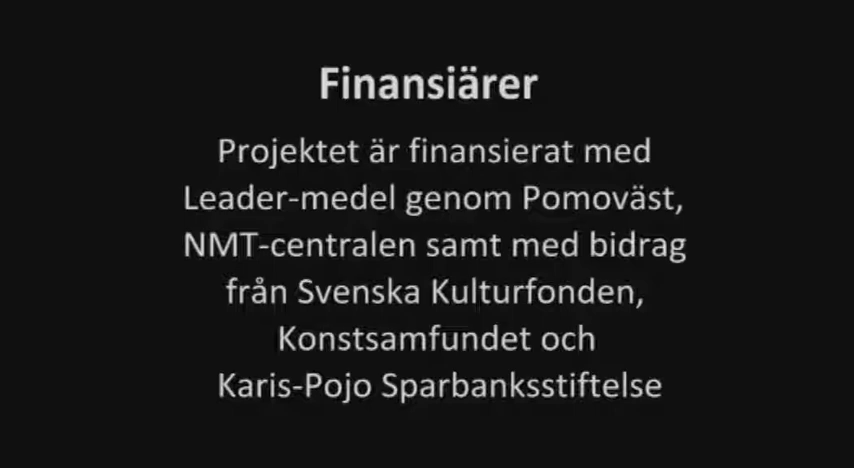 Finansiärer
Projektet är finansierat med
Leader-medel genom Pomoväst,
NMT-centralen samt med bidrag
från Svenska Kulturfonden,
Konstsamfundet och
Karis-Pojo Sparbanksstiftelse